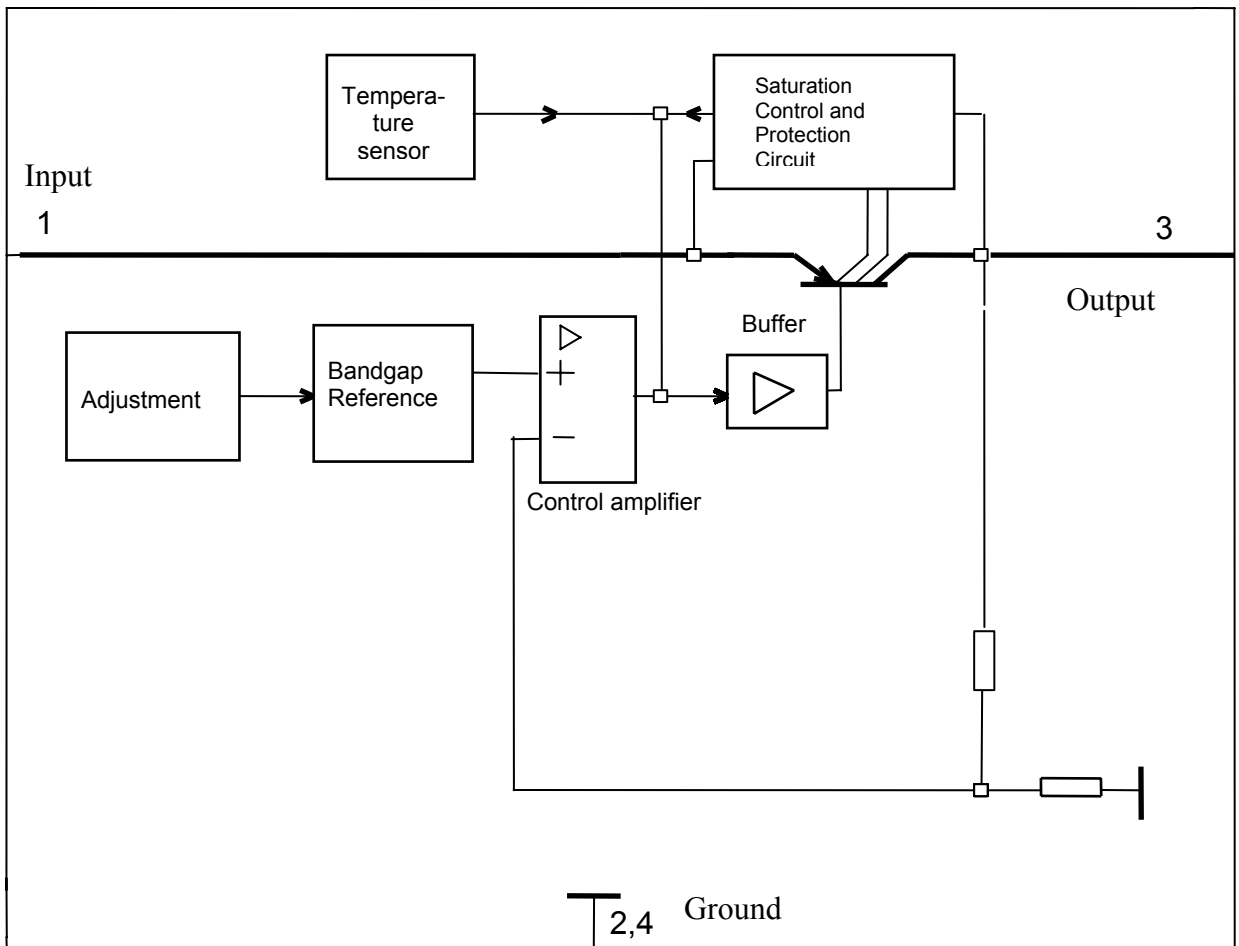 Tempera-
ture
sensor
Saturation
Control and
Protection
Circuit
Input
1
3
Output
Buffer
Adjustment
Bandgap
Reference
+
−
Control amplifier
2,4
Ground